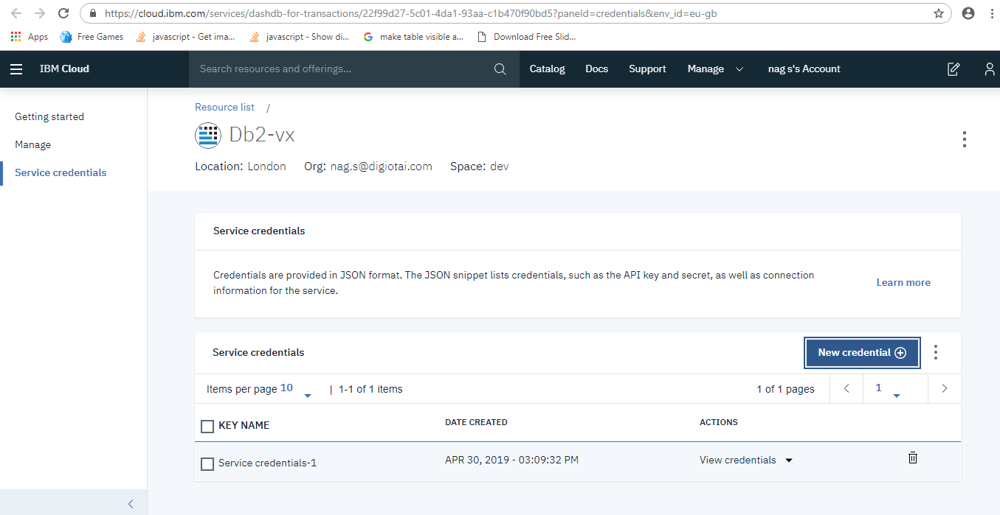 https://cloud.ibm.com/services/dashdb-for-transactions/22f99d27-5c01-4da1-93aa-c1b470f90bd5?paneId=credentials&env_id=eu-gb
Apps Free Games javascript - Get ima... javascript - Show di... make table visible a... Download Free Slid...
IBM Cloud Search resources and offerings... Catalog Docs Support Manage nag s's Account
Getting started
Manage
Service credentials
Resource list /
Db2-vx
Location: London Org: nag.s@digiotai.com Space: dev
Service credentials
Credentials are provided in JSON format. The JSON snippet lists credentials, such as the API key and secret, as well as connection
information for the service.
Learn more
Service credentials New credential
Items per page 10 | 1-1 of 1 items 1 of 1 pages 1
KEY NAME DATE CREATED ACTIONS
Service credentials-1 APR 30, 2019 - 03:09:32 PM View credentials